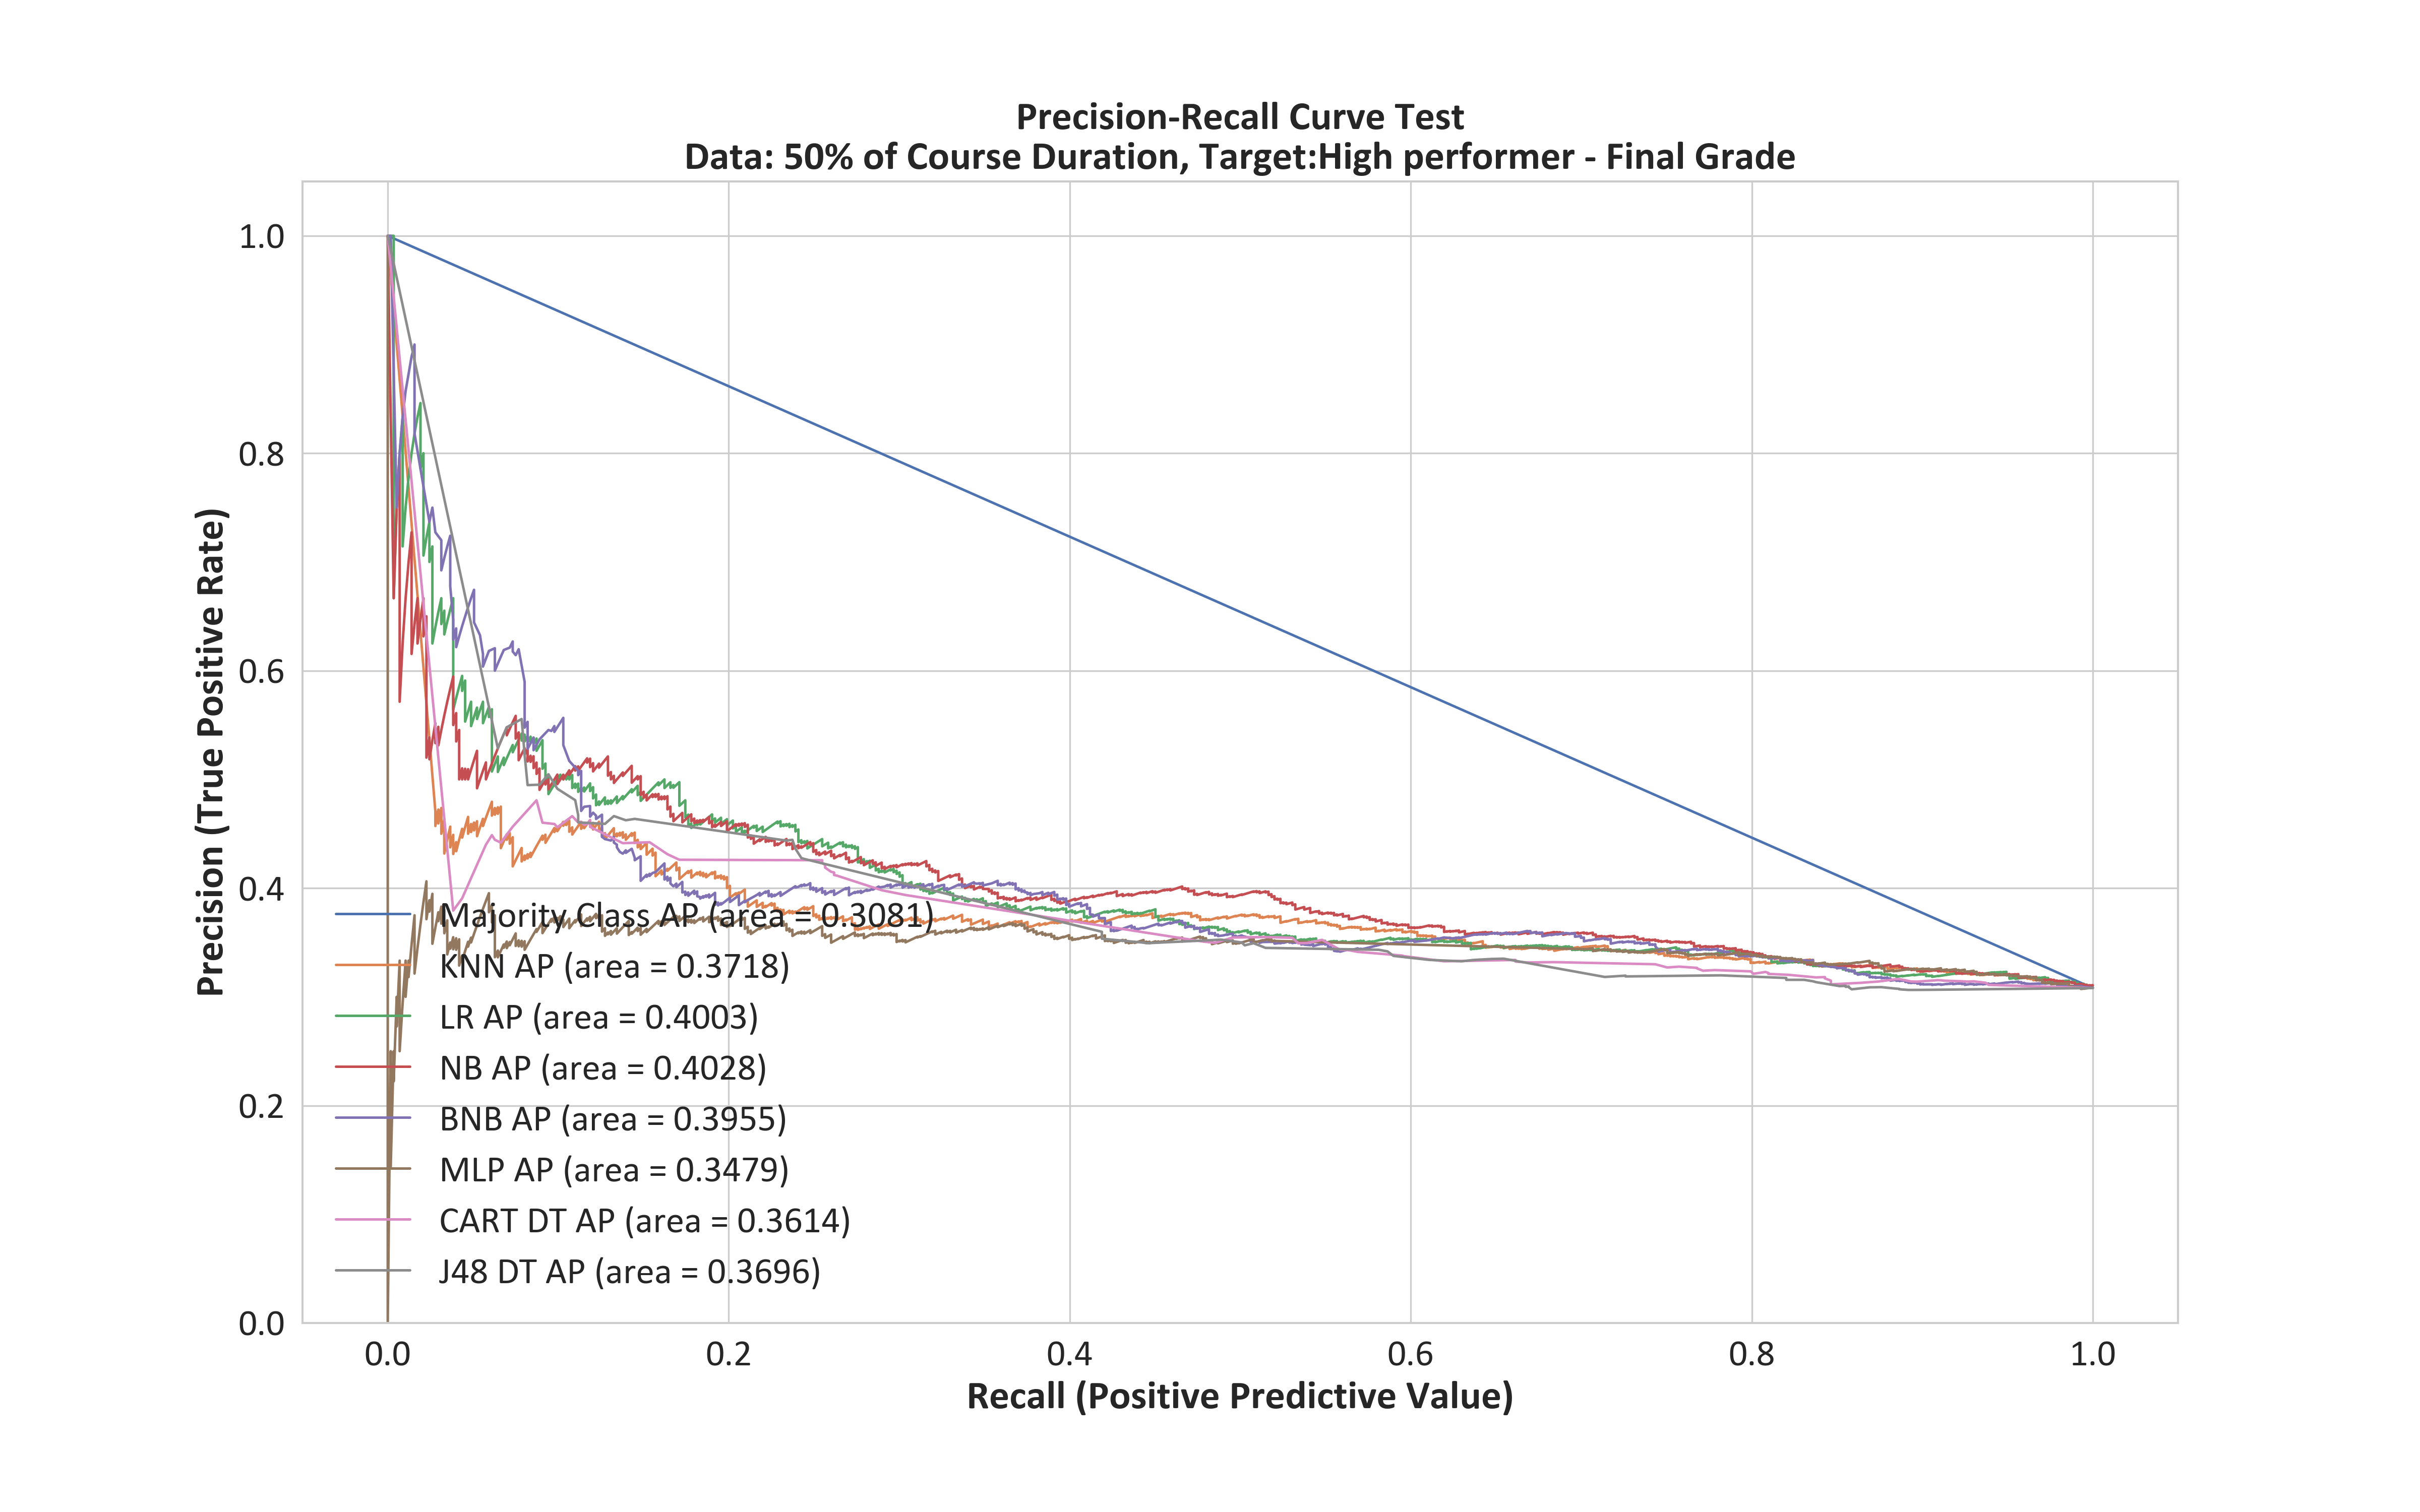 Precision-Recall Curve Test
Data: 50% of Course Duration, Target:High performer - Final Grade
Precision (True Positive Rate)
1.0
0.8
0.6
0.4
0.2
0.0
Majority Class AP (area = 0.3081)
KNN AP (area = 0.3718)
LR AP (area = 0.4003)
NB AP (area = 0.4028)
BNB AP (area = 0.3955)
MLP AP (area = 0.3479)
CART DT AP (area = 0.3614)
J48 DT AP (area = 0.3696)
0.0 0.2 0.4 0.6 0.8 1.0
Recall (Positive Predictive Value)